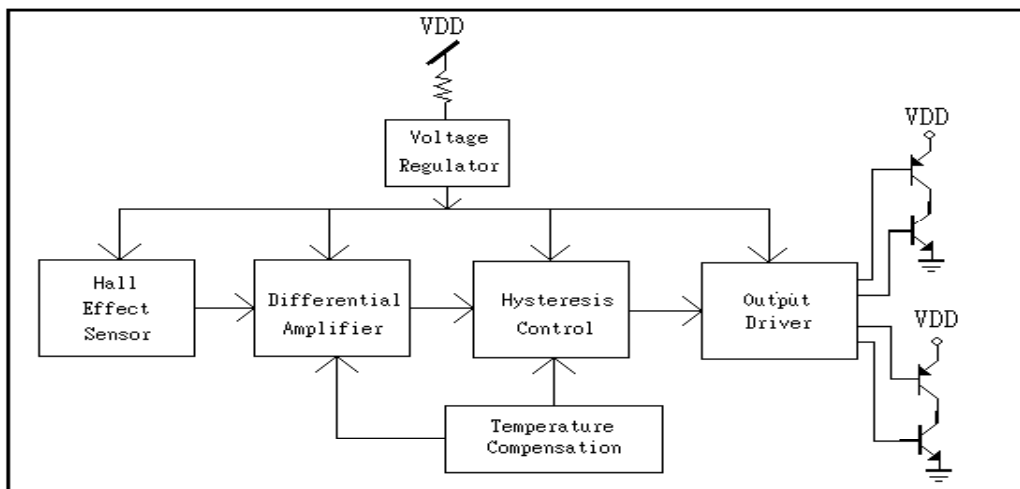 VDD
Voltage
Regulator
VDD
Hall
Effect
Sensor
Differential
Amplifier
Hysteresis
Control
Output
Driver
VDD
Temperature
Compensation